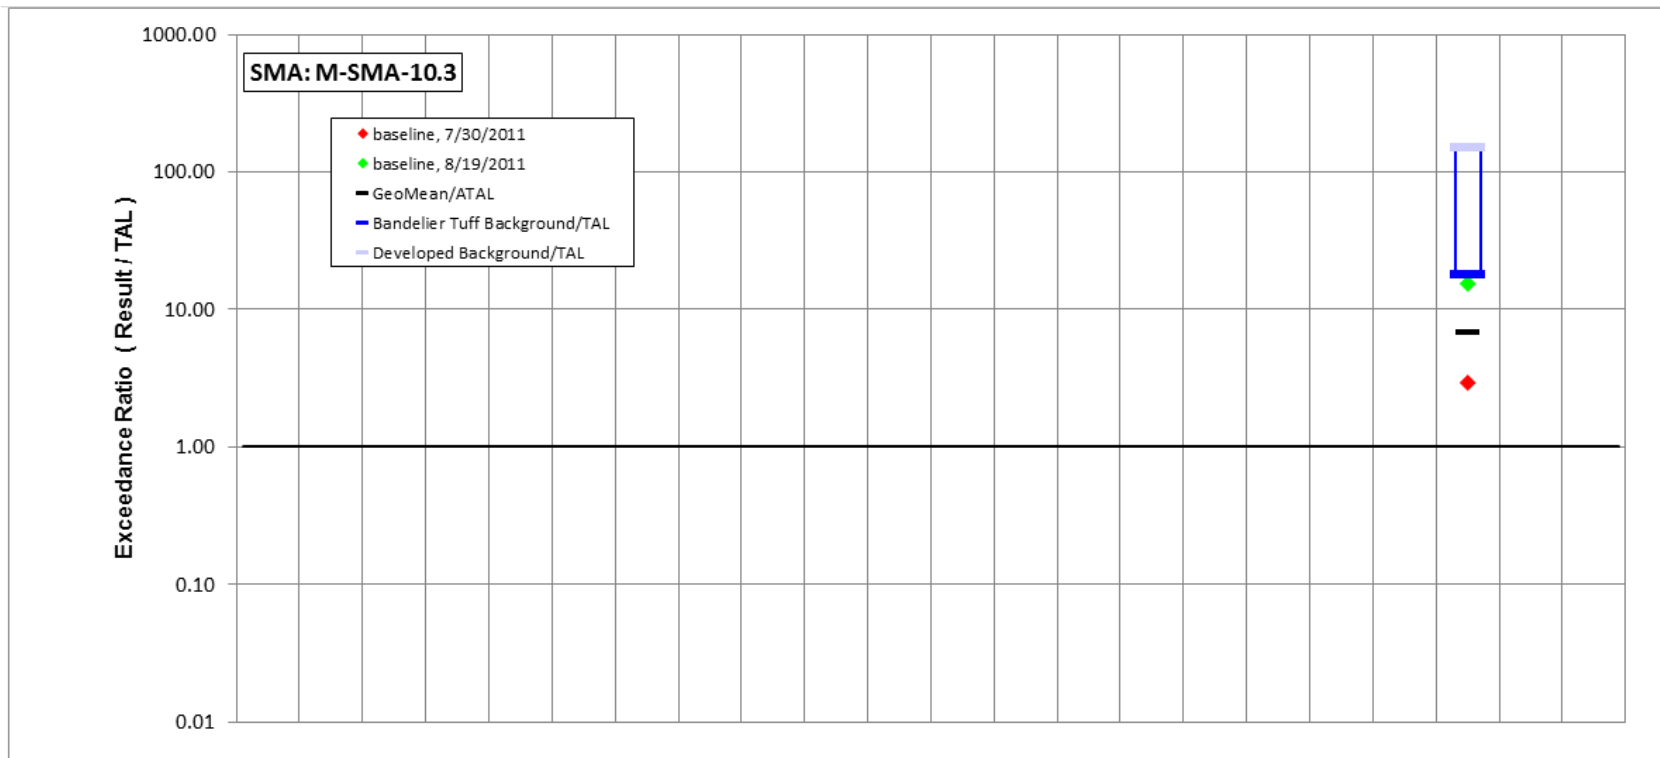 1000.00
SMA: M-SMA-10.3
baseline, 7/30/2011
baseline, 8/19/2011
GeoMean/ATAL
Bandelier Tuff Background/TAL
Developed Background/TAL
100.00
10.00
1.00
0.10
0.01
Exceedance Ratio ( Result / TAL )